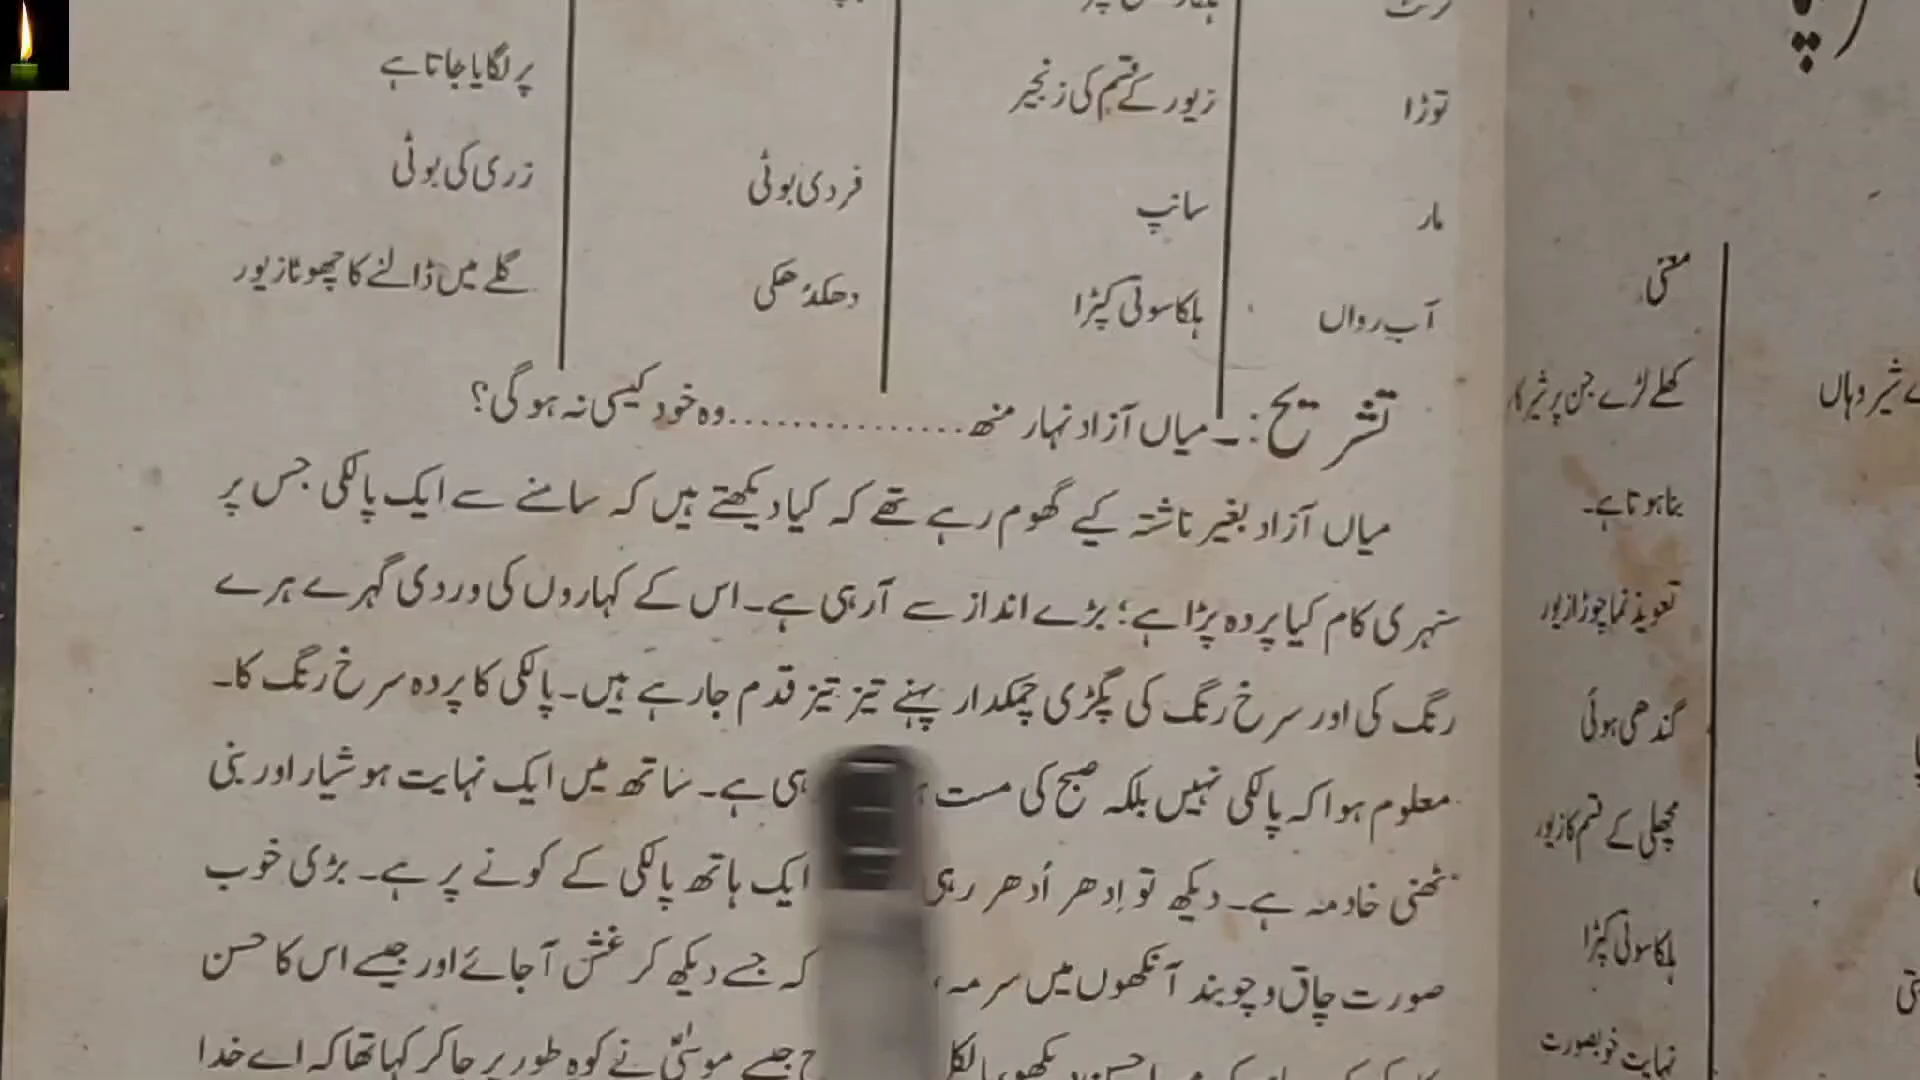 پر لگایا جاتا ہے
توڑا زیور کے قسم کی زنجیر
فردی بوٹی زری کی بوٹی
مار سانپ
دھکدُھکی گلے میں ڈالنے کا چھوٹا زیور
آبِ رواں ہلکا سوتی کپڑا
تشریح:۔ میاں آزاد نہار منھ ............... وہ خود کیسی نہ ہوگی؟
میاں آزاد بغیر ناشتہ کیے گھوم رہے تھے کہ کیا دیکھتے ہیں کہ سامنے سے ایک پالکی جس پر
سنہری کام کیا پردہ پڑا ہے؛ بڑے انداز سے آرہی ہے۔ اس کے کہاروں کی وردی گہرے ہرے
رنگ کی اور سرخ رنگ کی پگڑی چمکدار پہنے تیز تیز قدم جارہے ہیں۔ پالکی کا پردہ سرخ رنگ کا۔
معلوم ہوا کہ پالکی نہیں بلکہ صبح کی مست ہی ہے۔ ساتھ میں ایک نہایت ہوشیار اور بنی
ٹھنی خادمہ ہے۔ دیکھ تو اِدھر اُدھر رہی ایک ہاتھ پالکی کے کونے پر ہے۔ بڑی خوب
صورت چاق و چوبند آنکھوں میں سرمہ، کہ جسے دیکھ کر غش آجائے اور جیسے اس کا حسن
جیسے موسیٰؑ نے کوہ طور پر جاکر کہا تھا کہ اے خدا
معنی
کھلے لڑے جن پر شیر کا
بنا ہوتا ہے۔
تعویذ نما چوڑا زیور
گندھی ہوئی
مچھلی کے قسم کا زیور
ہلکا سوتی کپڑا
نہایت خوبصورت
شیر وہاں